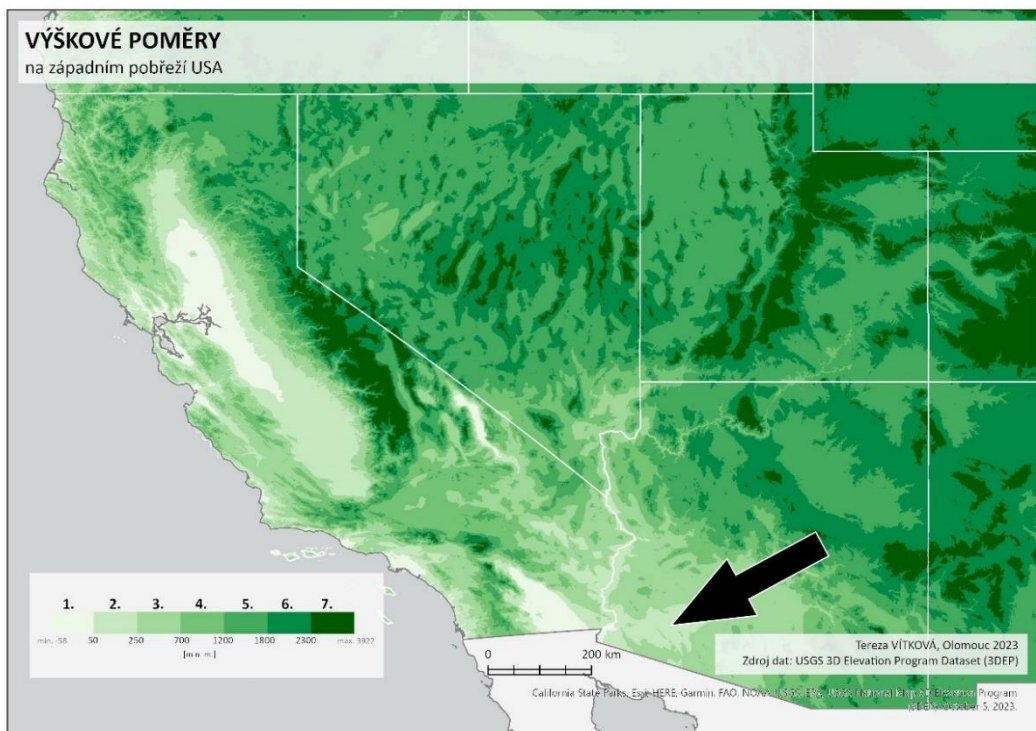 VÝŠKOVÉ POMĚRY
na západním pobřeží USA
1. 2. 3. 4. 5. 6. 7.
min. -58 50 250 700 1200 1800 2300 max. 3922
[m n. m.]
0 200 km
Tereza VÍTKOVÁ, Olomouc 2023
Zdroj dat: USGS 3D Elevation Program Dataset (3DEP)
California State Parks, Esri, HERE, Garmin, FAO, NOAA, USGS, EPA, Program
October 5, 2023.